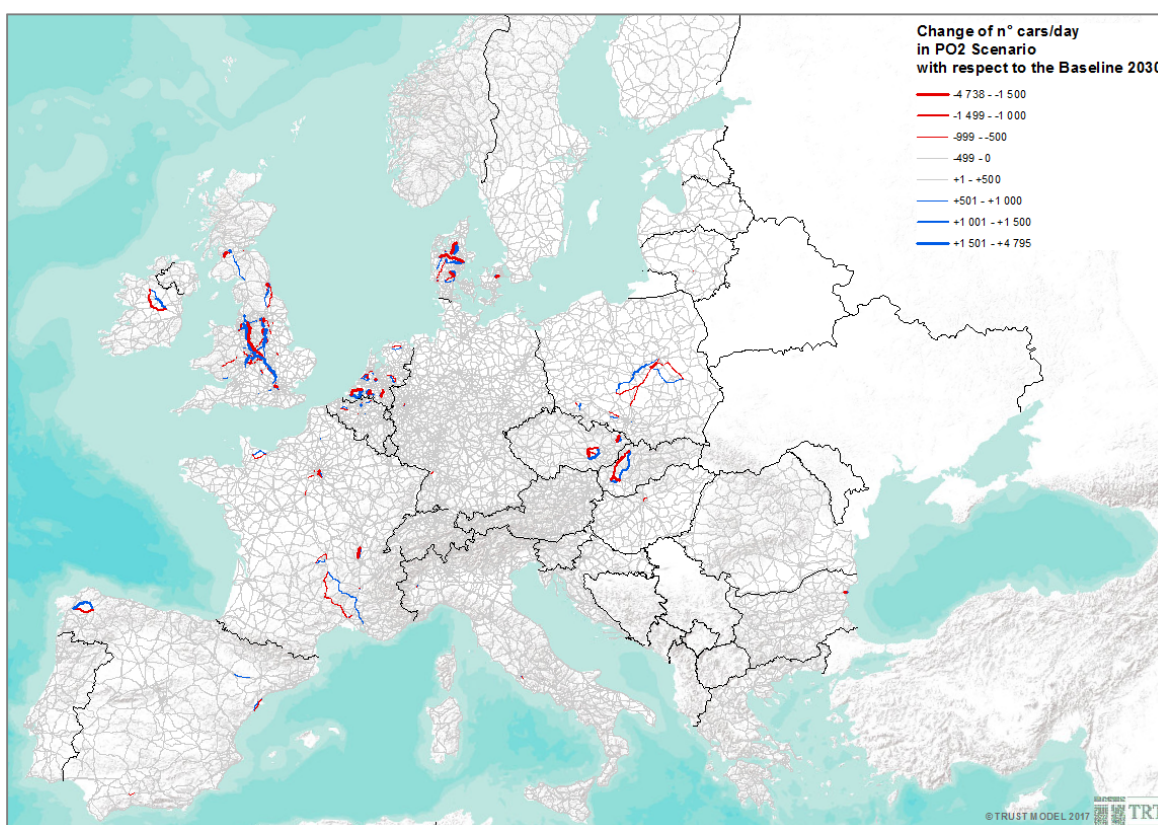 Change of n° cars/day
in PO2 Scenario
with respect to the Baseline 2030
-4 738 - -1 500
-1 499 - -1 000
-999 - -500
-499 - 0
+1 - +500
+501 - +1 000
+1 001 - +1 500
+1 501 - +4 795
© TRUST MODEL 2017
TRT